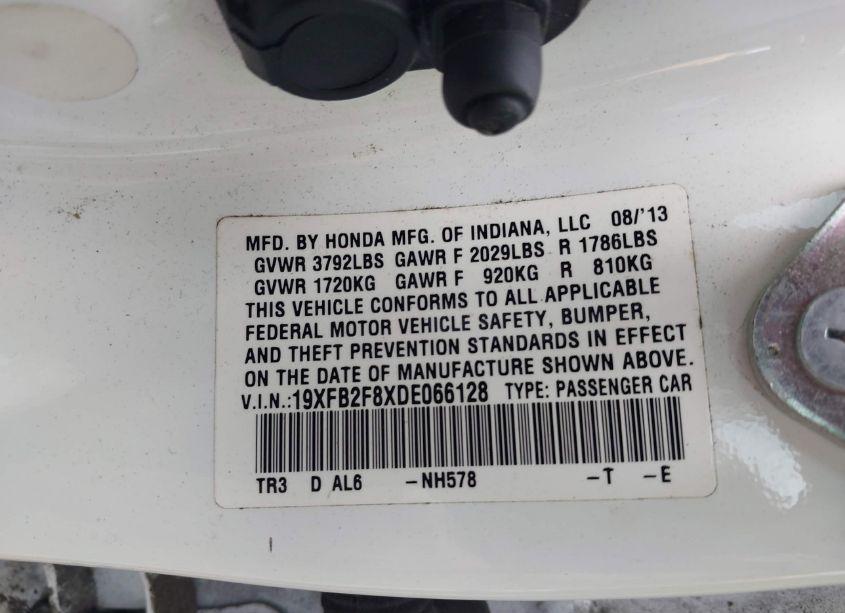 MFD. BY HONDA MFG. OF INDIANA, LLC 08/'13
GVWR 3792LBS GAWR F 2029LBS R 1786LBS
GVWR 1720KG GAWR F 920KG R 810KG
THIS VEHICLE CONFORMS TO ALL APPLICABLE
FEDERAL MOTOR VEHICLE SAFETY, BUMPER,
AND THEFT PREVENTION STANDARDS IN EFFECT
ON THE DATE OF MANUFACTURE SHOWN ABOVE.
V.I.N.:19XFB2F8XDE066128 TYPE: PASSENGER CAR
TR3 D AL6 -NH578 -T -E